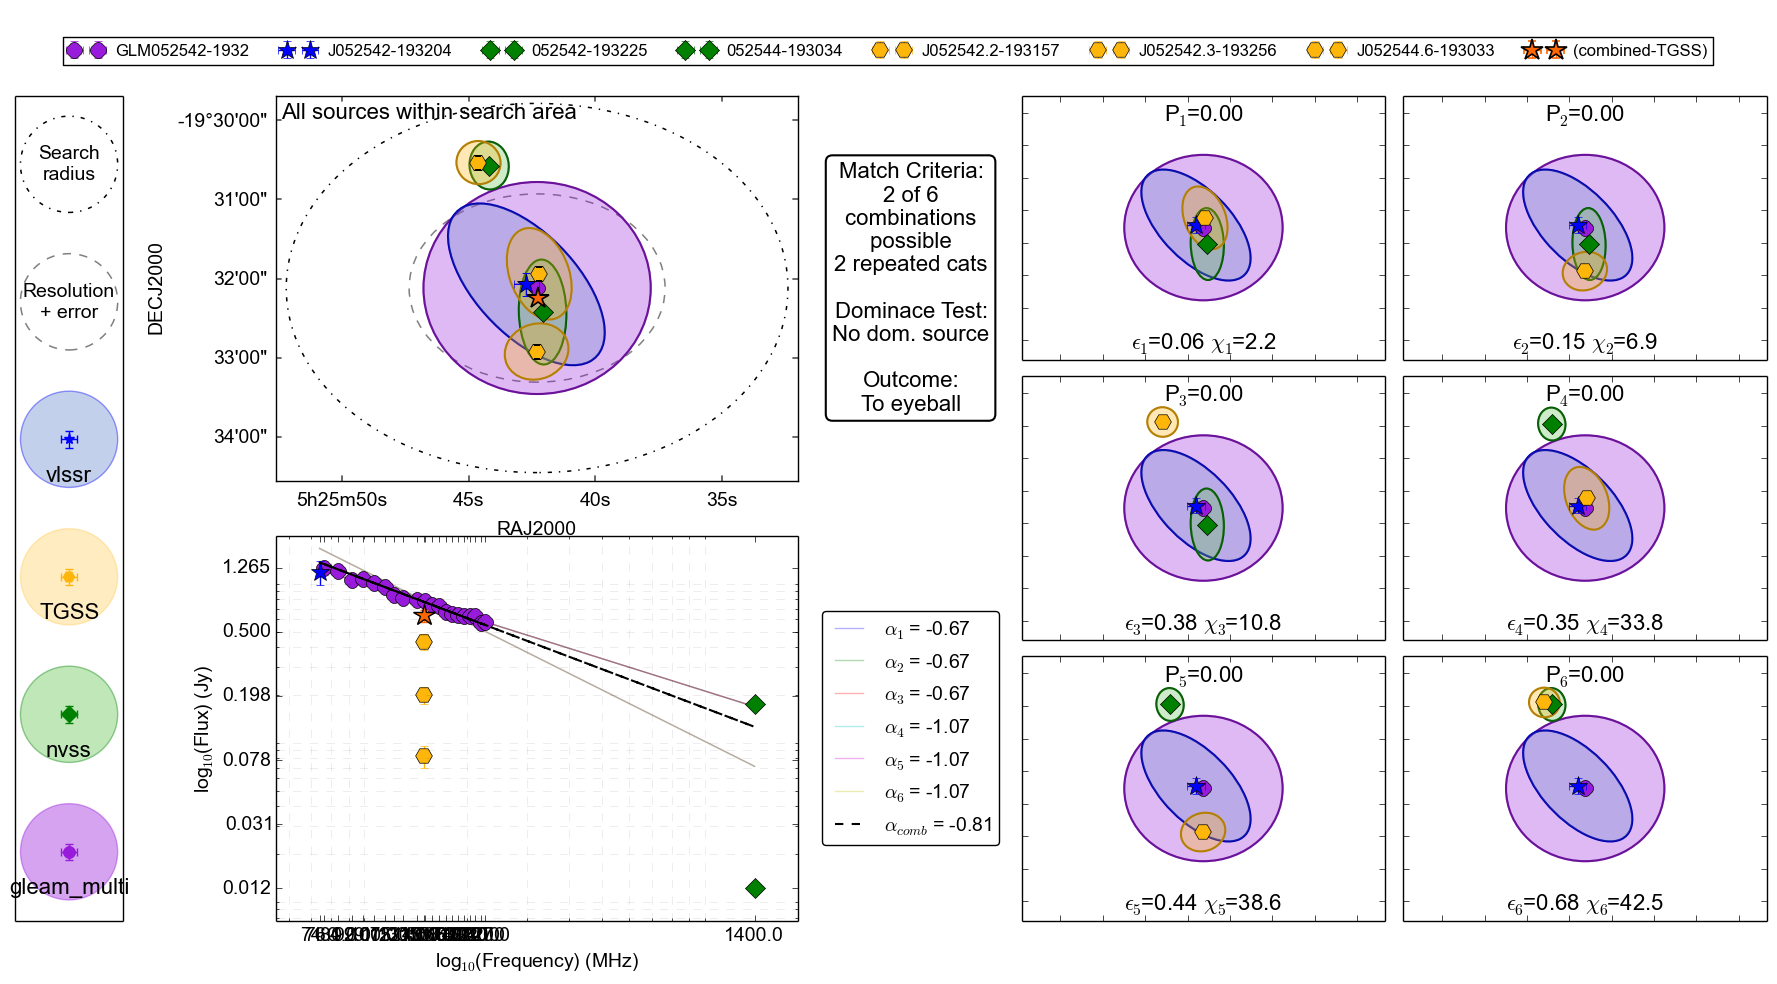 GLM052542-1932 J052542-193204 052542-193225 052544-193034 J052542.2-193157 J052542.3-193256 J052544.6-193033 (combined-TGSS)
Search
radius
Resolution
+ error
vlssr
TGSS
nvss
gleam_multi
All sources within search area
DECJ2000
-19°30'00"
31'00"
32'00"
33'00"
34'00"
5h25m50s 45s 40s 35s
RAJ2000
log10(Flux) (Jy)
1.265
0.500
0.198
0.078
0.031
0.012
1400.0
log10(Frequency) (MHz)
Match Criteria:
2 of 6
combinations
possible
2 repeated cats
Dominace Test:
No dom. source
Outcome:
To eyeball
α1 = -0.67
α2 = -0.67
α3 = -0.67
α4 = -1.07
α5 = -1.07
α6 = -1.07
αcomb = -0.81
P1=0.00
ϵ1=0.06 χ1=2.2
P2=0.00
ϵ2=0.15 χ2=6.9
P3=0.00
ϵ3=0.38 χ3=10.8
P4=0.00
ϵ4=0.35 χ4=33.8
P5=0.00
ϵ5=0.44 χ5=38.6
P6=0.00
ϵ6=0.68 χ6=42.5